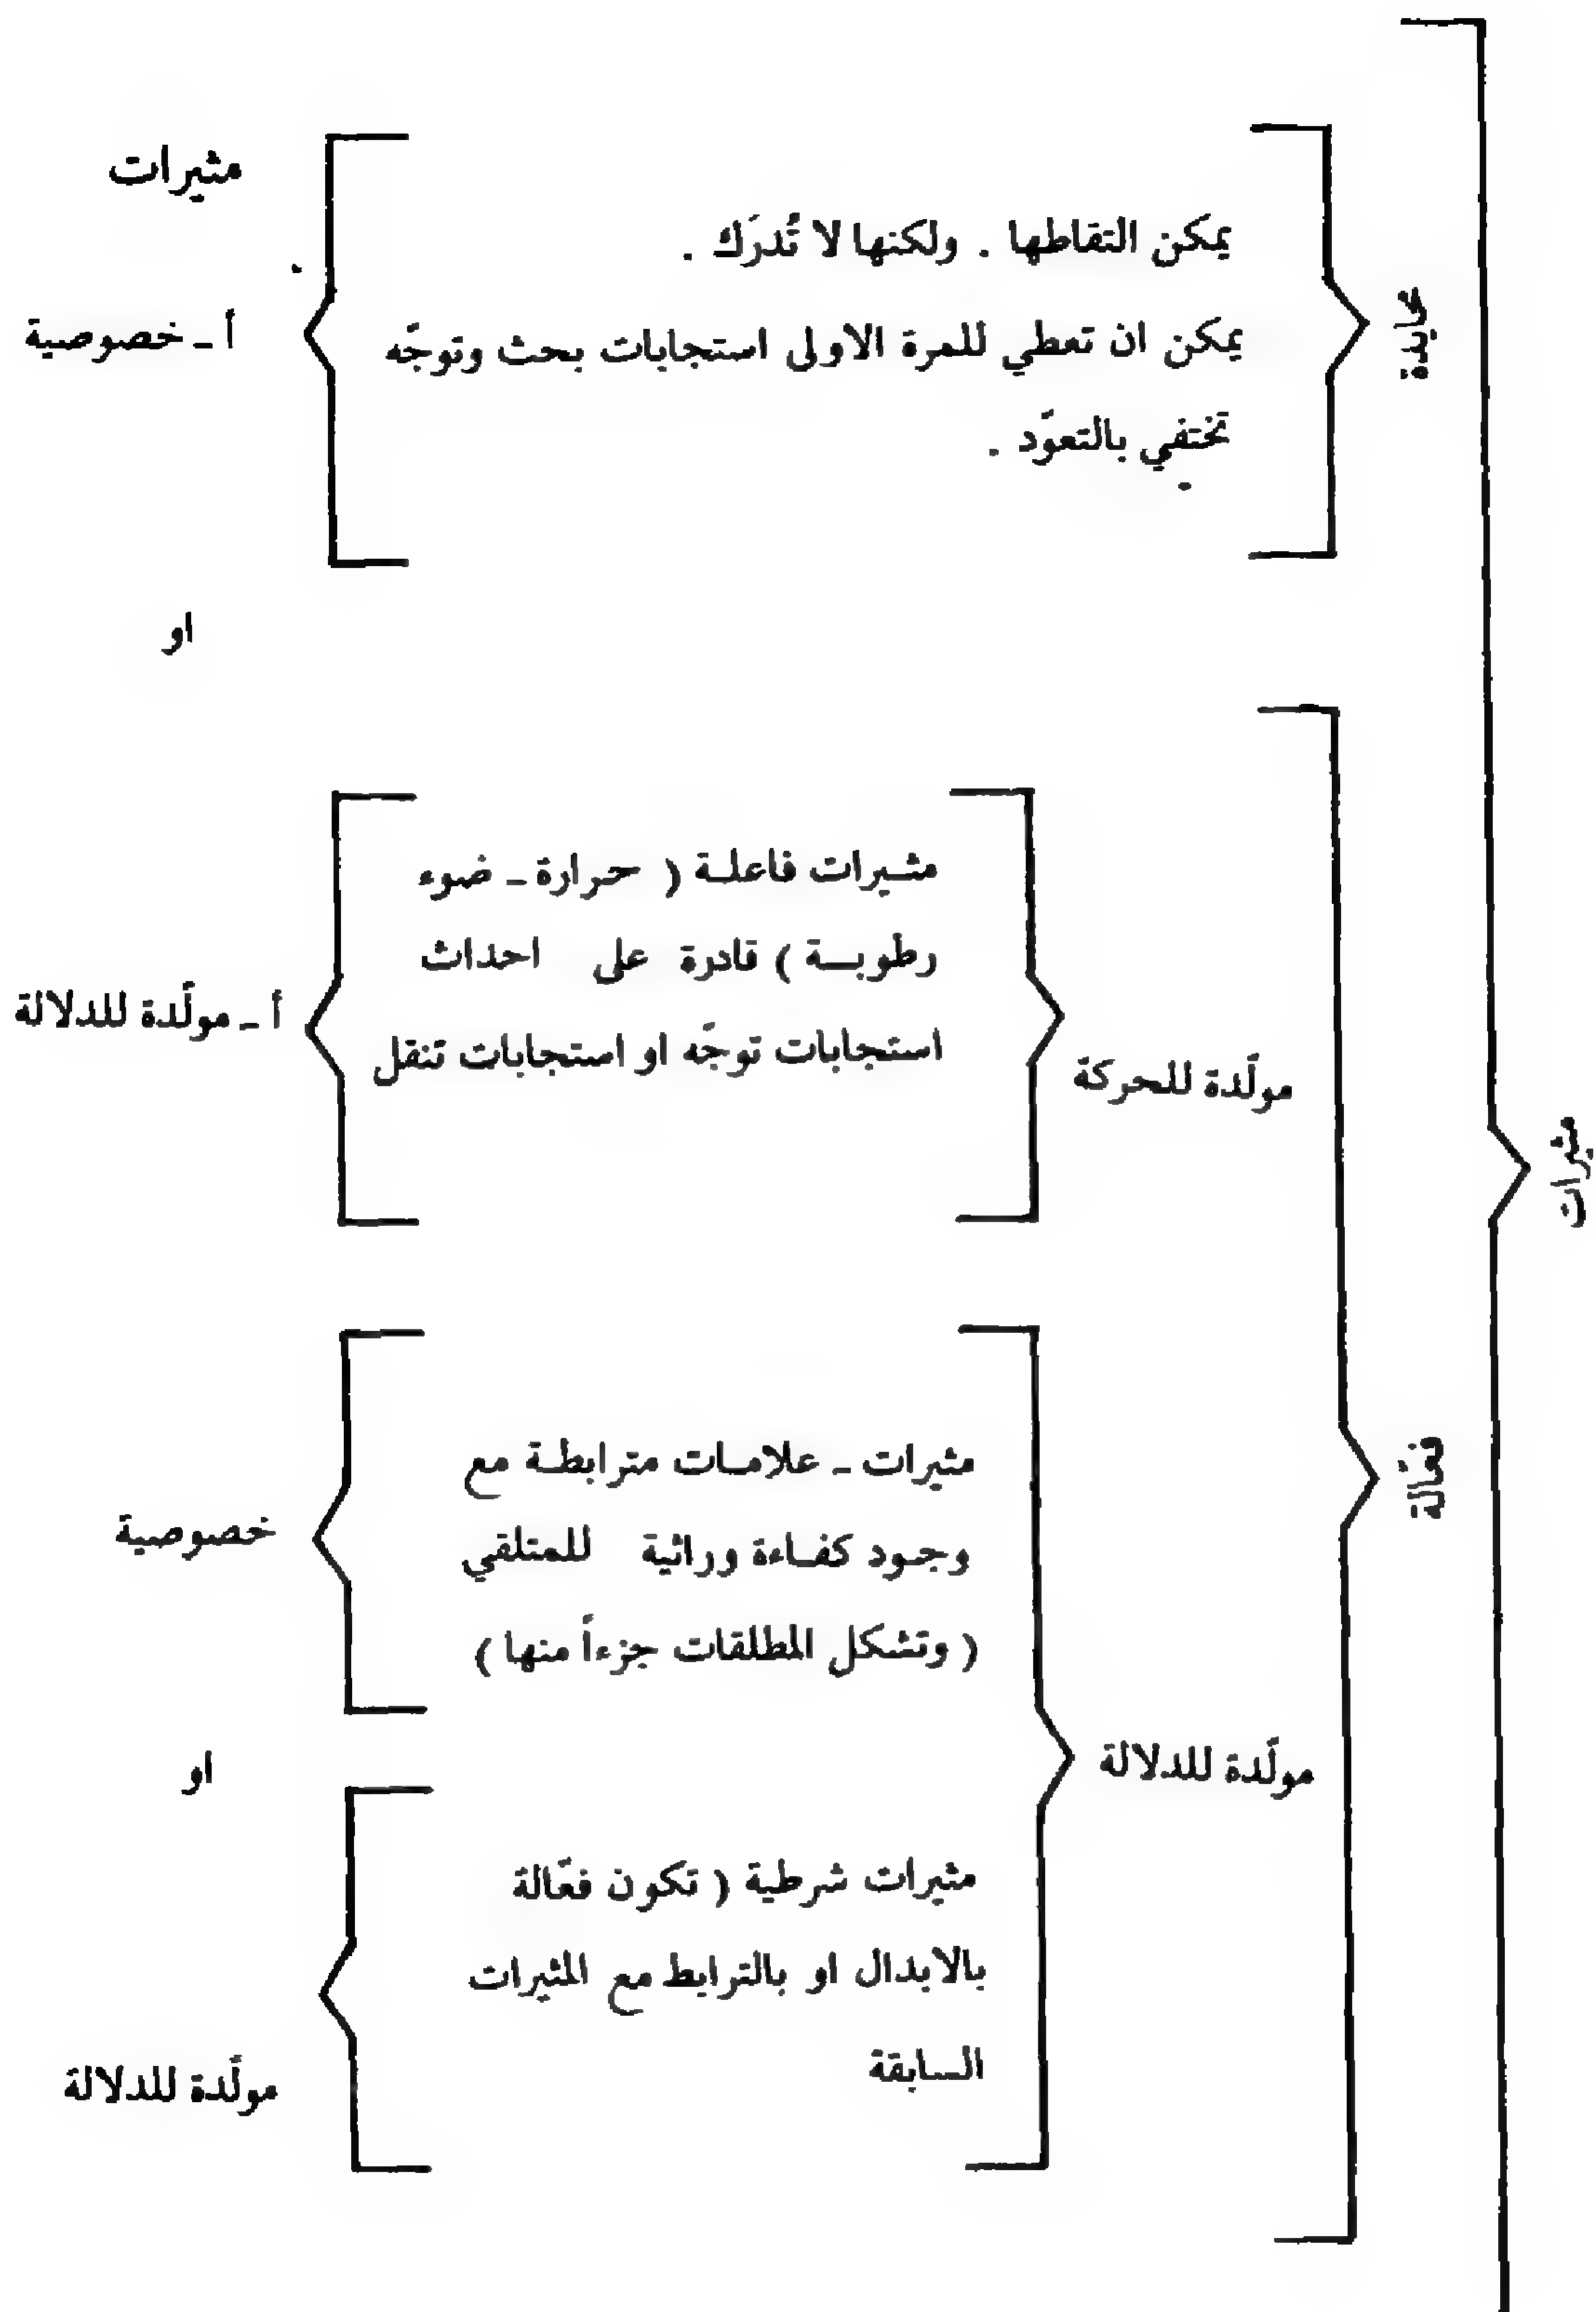 مثيرات
محايدة
يمكن التقاطها . ولكنها لا تُدرَك .
يمكن ان تعطي للمرة الاولى استجابات بحث وتوجّه
تختفي بالتعوّد .
مثيرات
أ ـ خصوصية
او
فعّالة
مولّدة للحركة
مثيرات فاعلة ( حرارة ـ ضوء
رطوبة ) قادرة على احداث
استجابات توجّه او استجابات تنقل
أ ـ مولّدة للدلالة
مولّدة للدلالة
مثيرات ـ علامات مترابطة مع
وجود كفاءة وراثية للمتلقي
( وتشكل المطلقات جزءاً منها )
خصوصية
او
مثيرات شرطية ( تكون فعّالة
بالابدال او بالترابط مع المثيرات
السابقة
مولّدة للدلالة